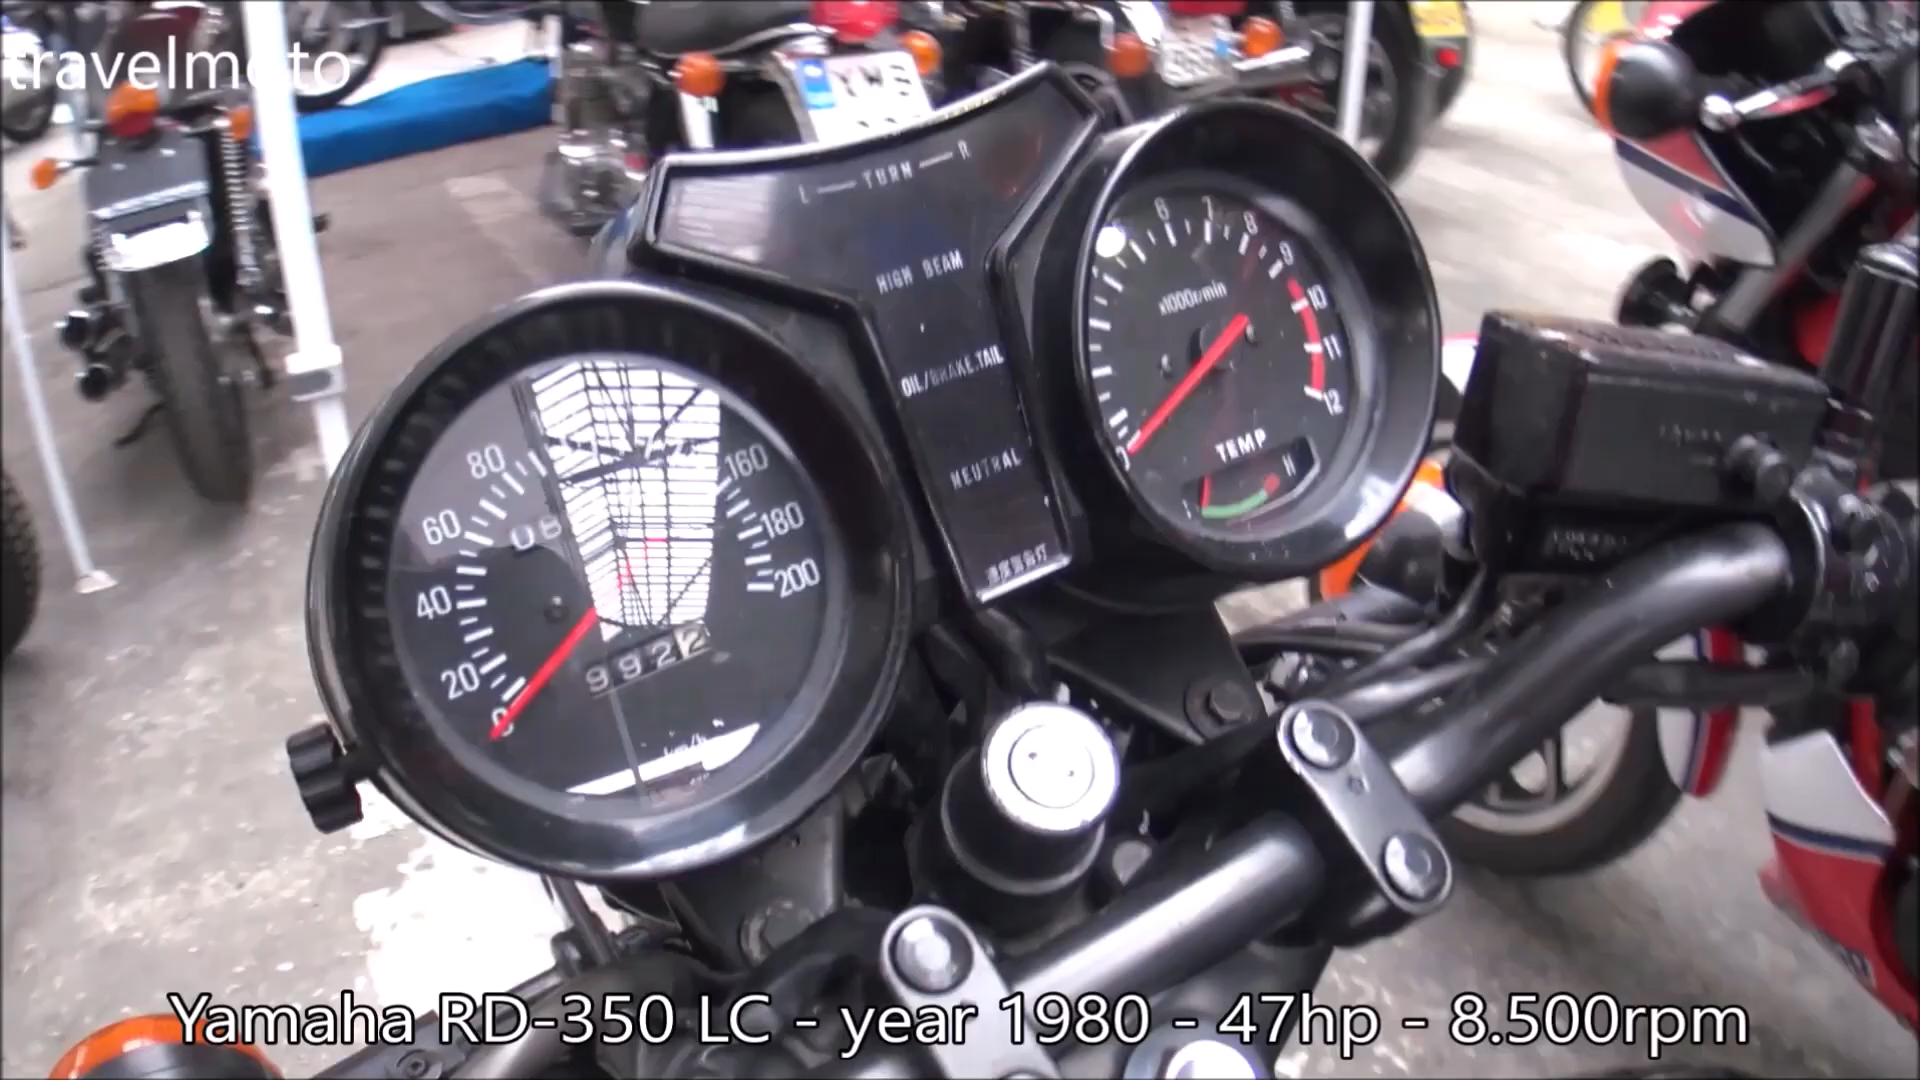 travelmoto
L — TURN — R
HIGH BEAM
OIL/BRAKE.TAIL
NEUTRAL
6 7 8 9 10 11 12
x1000r/min
TEMP
H
0 20 40 60 80 160 180 200
9922
km/h
Yamaha RD-350 LC - year 1980 - 47hp - 8.500rpm